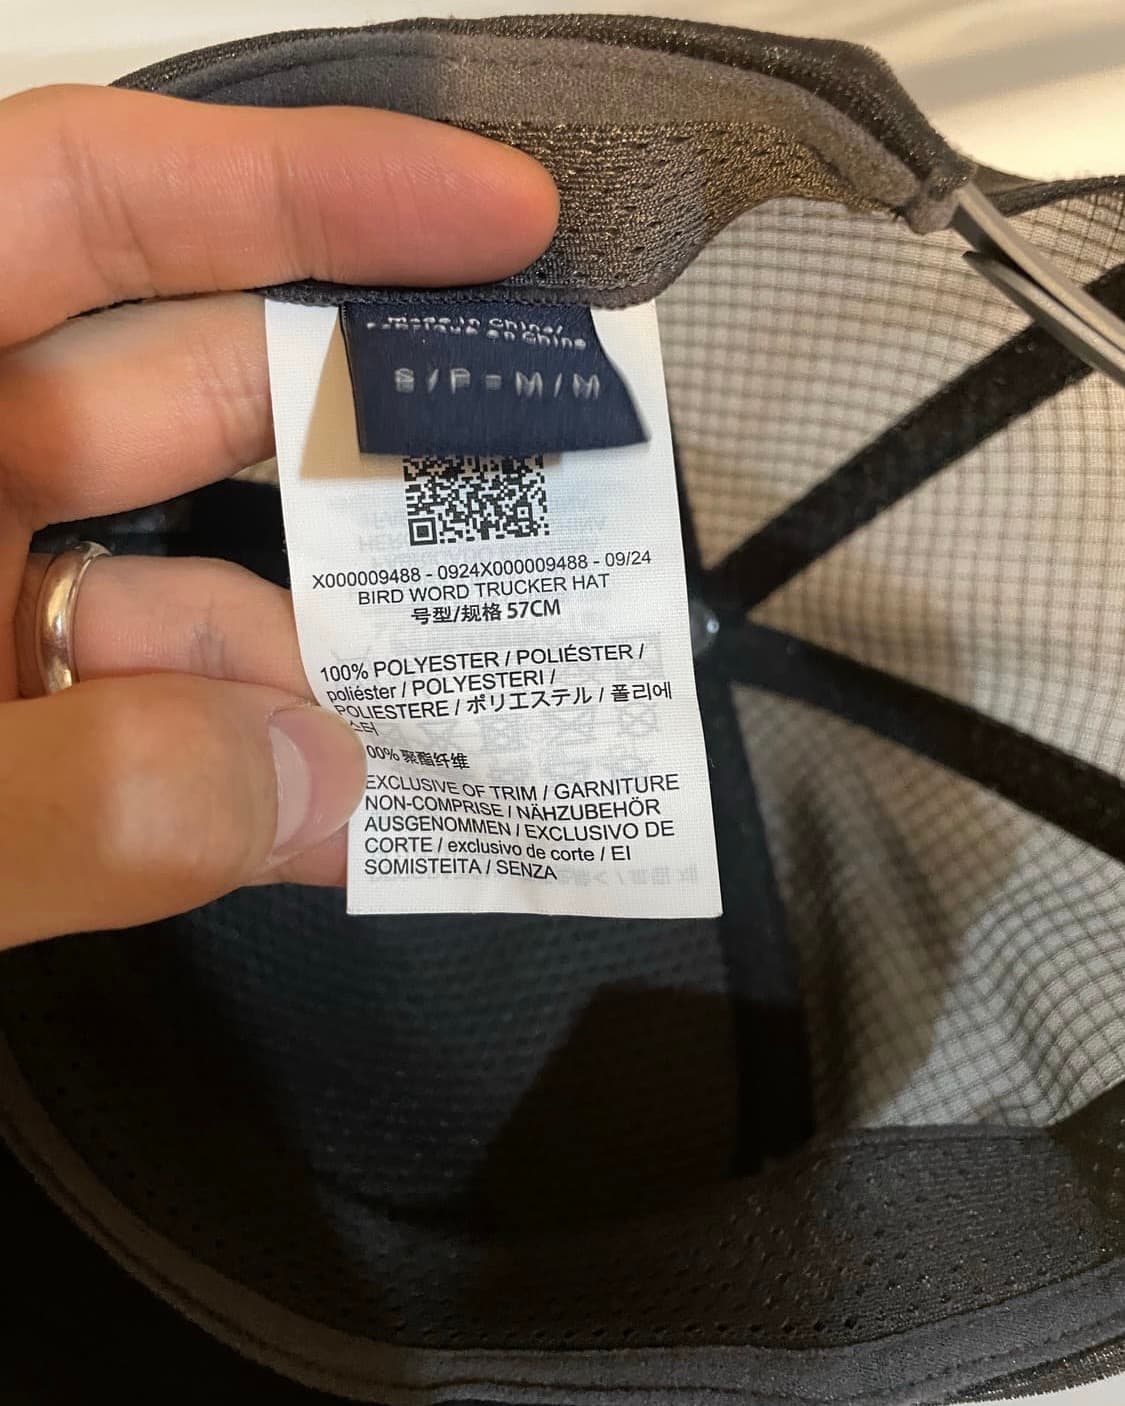 made in China/
fabriqué en Chine
S/P - M/M
X000009488 - 0924X000009488 - 09/24
BIRD WORD TRUCKER HAT
号型/规格 57CM
100% POLYESTER / POLIÉSTER /
poliéster / POLYESTERI /
POLIESTERE / ポリエステル / 폴리에
스터
00% 聚酯纤维
EXCLUSIVE OF TRIM / GARNITURE
NON-COMPRISE / NÄHZUBEHÖR
AUSGENOMMEN / EXCLUSIVO DE
CORTE / exclusivo de corte / EI
SOMISTEITA / SENZA